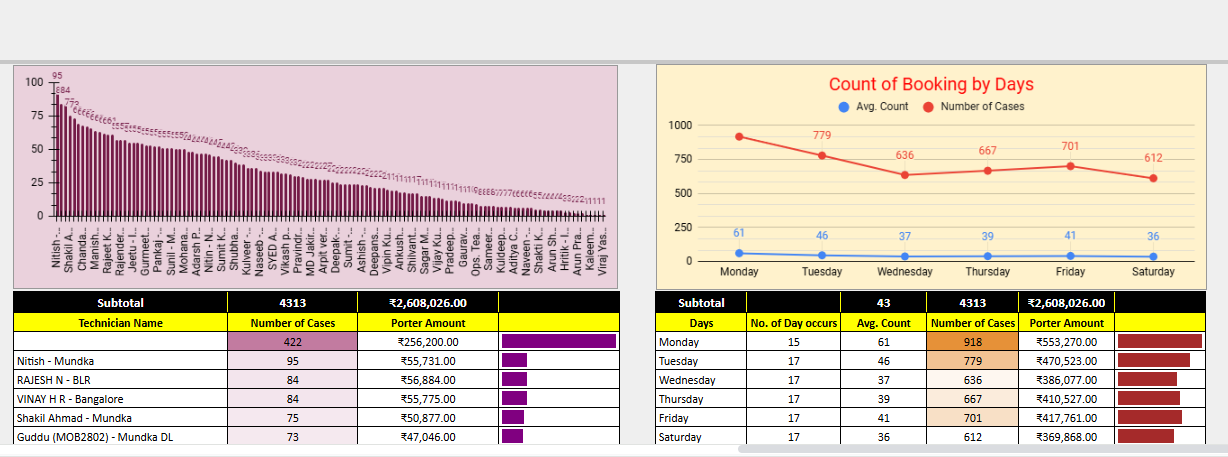 95
100
75
50
25
0
Nitish -..
Shakil A..
Chanda..
Manish..
Rajeet K..
Rajender..
Jeetu - I..
Gurmeet..
Pankaj -..
Sunil - M..
Mohana..
Adarsh P..
Nitin - N..
Sumit K..
Shubha..
Kulveer -..
Naseeb -..
SYED A..
Vikash p..
Pravindr..
MD Jakir..
Arpit Ver..
Deepak-..
Sunit -..
Ashish -..
Deepans..
Vipin Ku..
Ankush..
Shilvant..
Sagar M..
Vijay Ku..
Pradeep..
Gaurav..
Ops. Tea..
Sameer..
Kuldeep..
Aditya C..
Naveen -..
Shakti K..
Arun Sh..
Hritik - I..
Arun Pra..
Kaleem..
Viraj Yas..
Subtotal 4313 ₹2,608,026.00
Technician Name Number of Cases Porter Amount
422 ₹256,200.00
Nitish - Mundka 95 ₹55,731.00
RAJESH N - BLR 84 ₹56,884.00
VINAY H R - Bangalore 84 ₹55,775.00
Shakil Ahmad - Mundka 75 ₹50,877.00
Guddu (MOB2802) - Mundka DL 73 ₹47,046.00
Count of Booking by Days
Avg. Count Number of Cases
1000
750
500
250
0
779
636
667
701
612
61
46
37
39
41
36
Monday Tuesday Wednesday Thursday Friday Saturday
Subtotal 43 4313 ₹2,608,026.00
Days No. of Day occurs Avg. Count Number of Cases Porter Amount
Monday 15 61 918 ₹553,270.00
Tuesday 17 46 779 ₹470,523.00
Wednesday 17 37 636 ₹386,077.00
Thursday 17 39 667 ₹410,527.00
Friday 17 41 701 ₹417,761.00
Saturday 17 36 612 ₹369,868.00